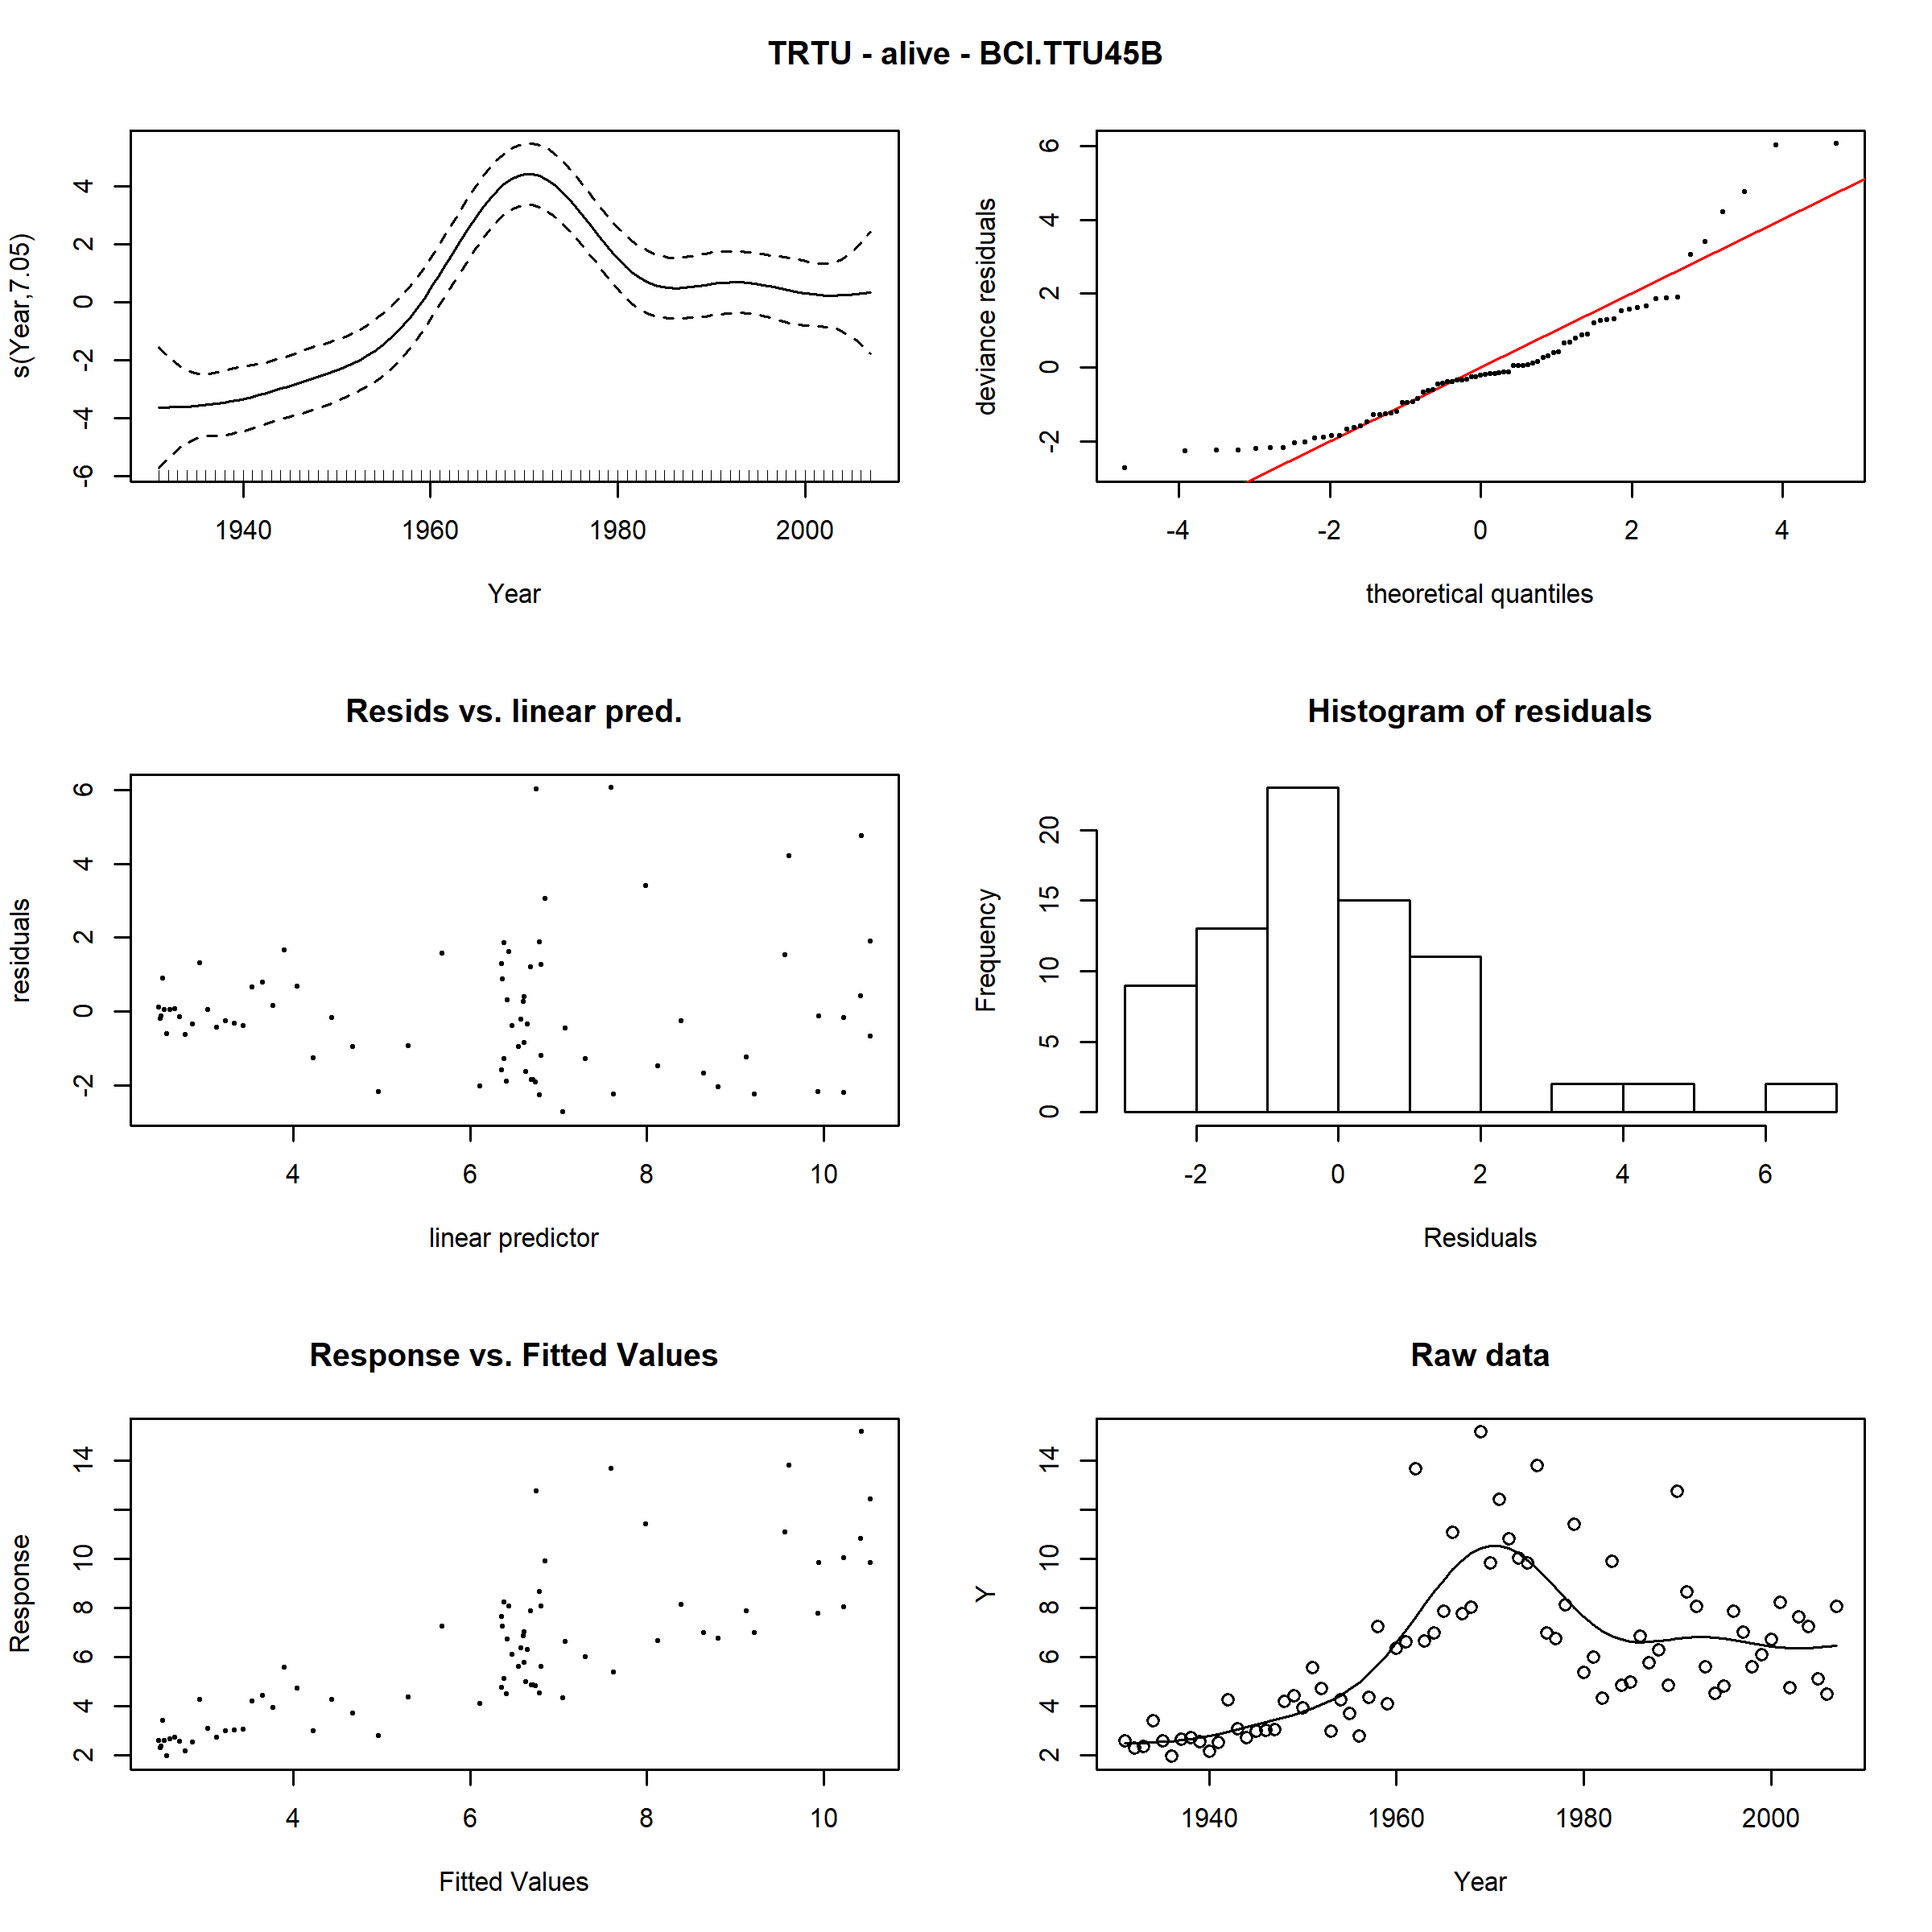 TRTU - alive - BCI.TTU45B
s(Year,7.05)
4
2
0
-2
-4
-6
1940 1960 1980 2000
Year
deviance residuals
6
4
2
0
-2
-4 -2 0 2 4
theoretical quantiles
Resids vs. linear pred.
residuals
6
4
2
0
-2
4 6 8 10
linear predictor
Histogram of residuals
Frequency
20
15
10
5
0
-2 0 2 4 6
Residuals
Response vs. Fitted Values
Response
14
10
8
6
4
2
4 6 8 10
Fitted Values
Raw data
Y
14
10
8
6
4
2
1940 1960 1980 2000
Year